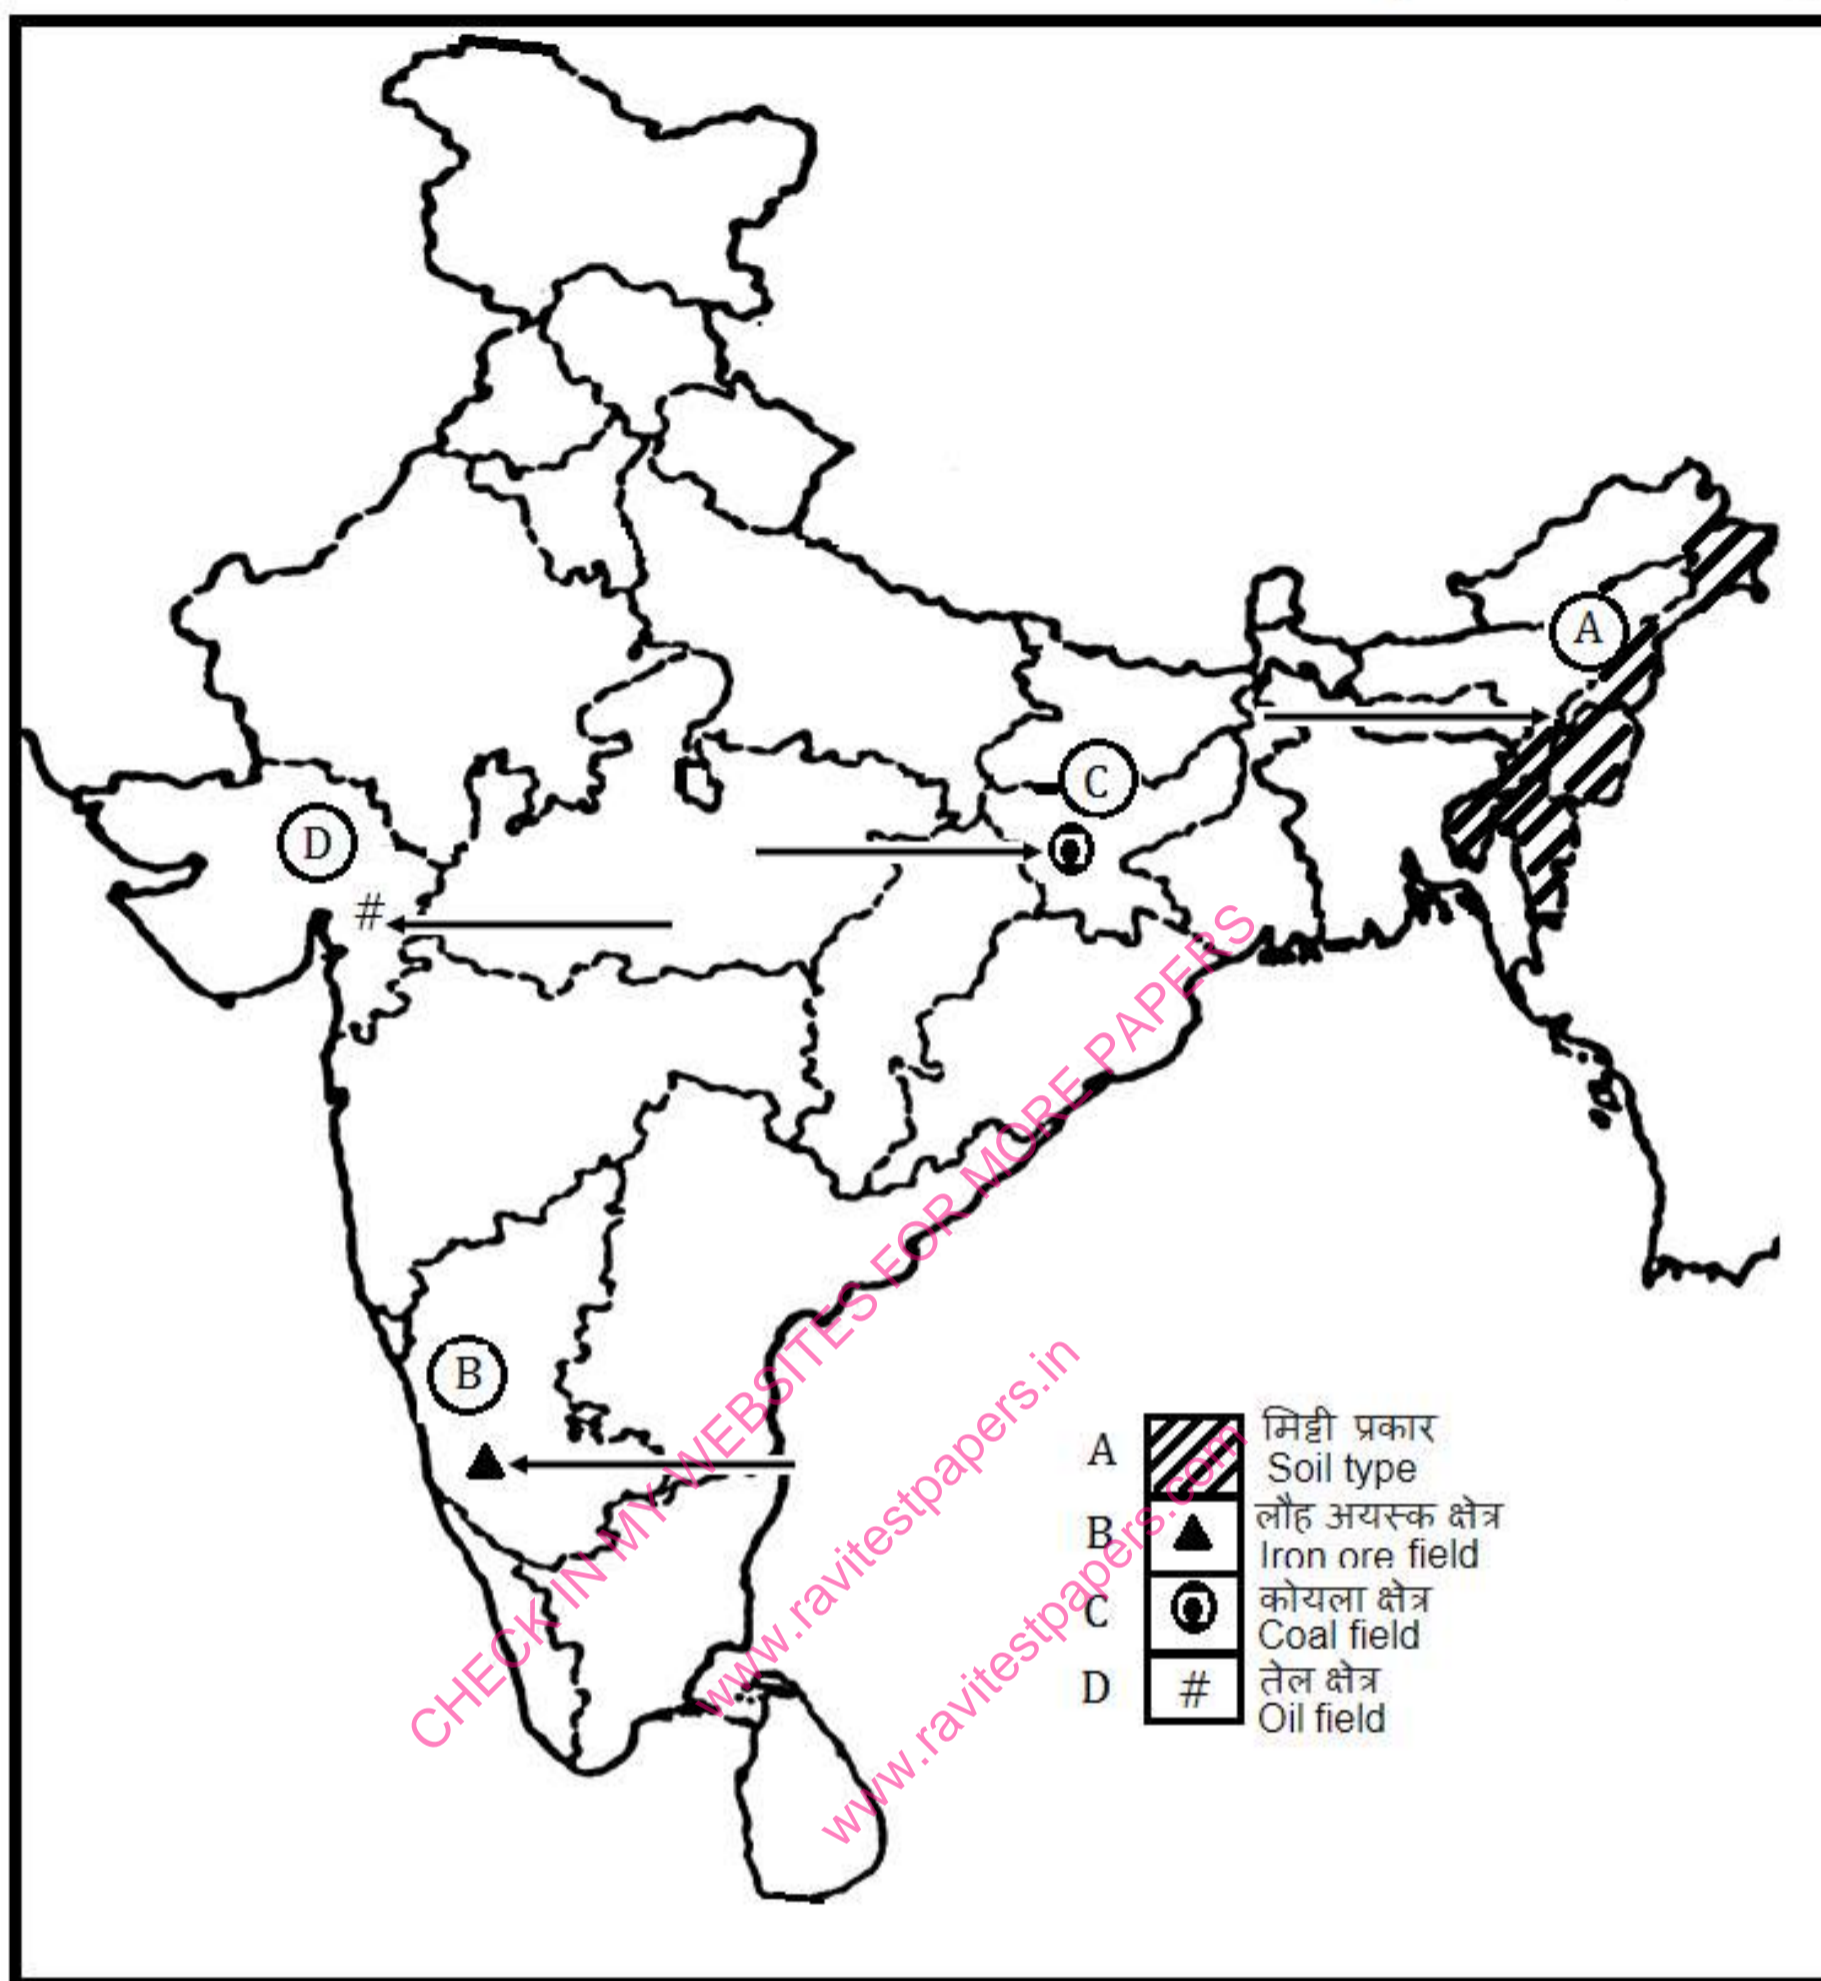 A
C
D
#
B
CHECK IN MY WEBSITES FOR MORE PAPERS
www.ravitestpapers.in
www.ravitestpapers.com
A मिट्टी प्रकार
Soil type
B लौह अयस्क क्षेत्र
Iron ore field
C कोयला क्षेत्र
Coal field
D # तेल क्षेत्र
Oil field